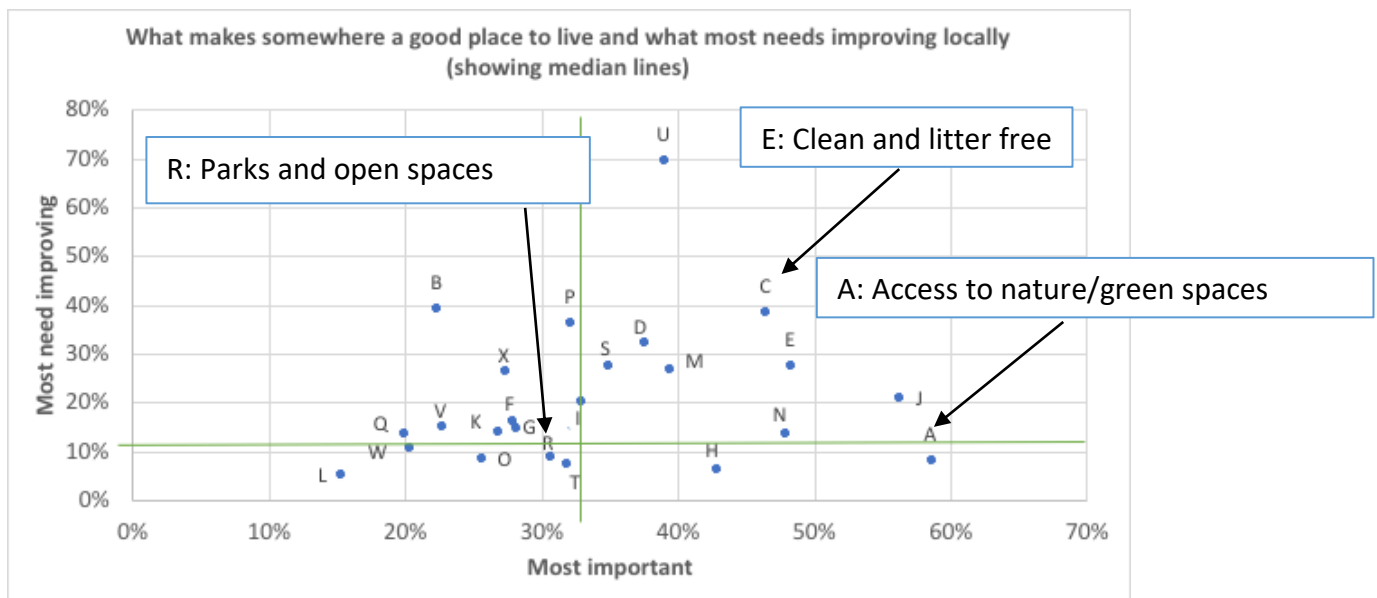 What makes somewhere a good place to live and what most needs improving locally
(showing median lines)
80%
70%
60%
50%
40%
30%
20%
10%
0%
Most need improving
R: Parks and open spaces
E: Clean and litter free
A: Access to nature/green spaces
U
B
P
C
D
S
M
E
X
J
F
I
V
K
G
Q
N
A
R
W
O
H
L
T
0%
10%
20%
30%
40%
50%
60%
70%
Most important